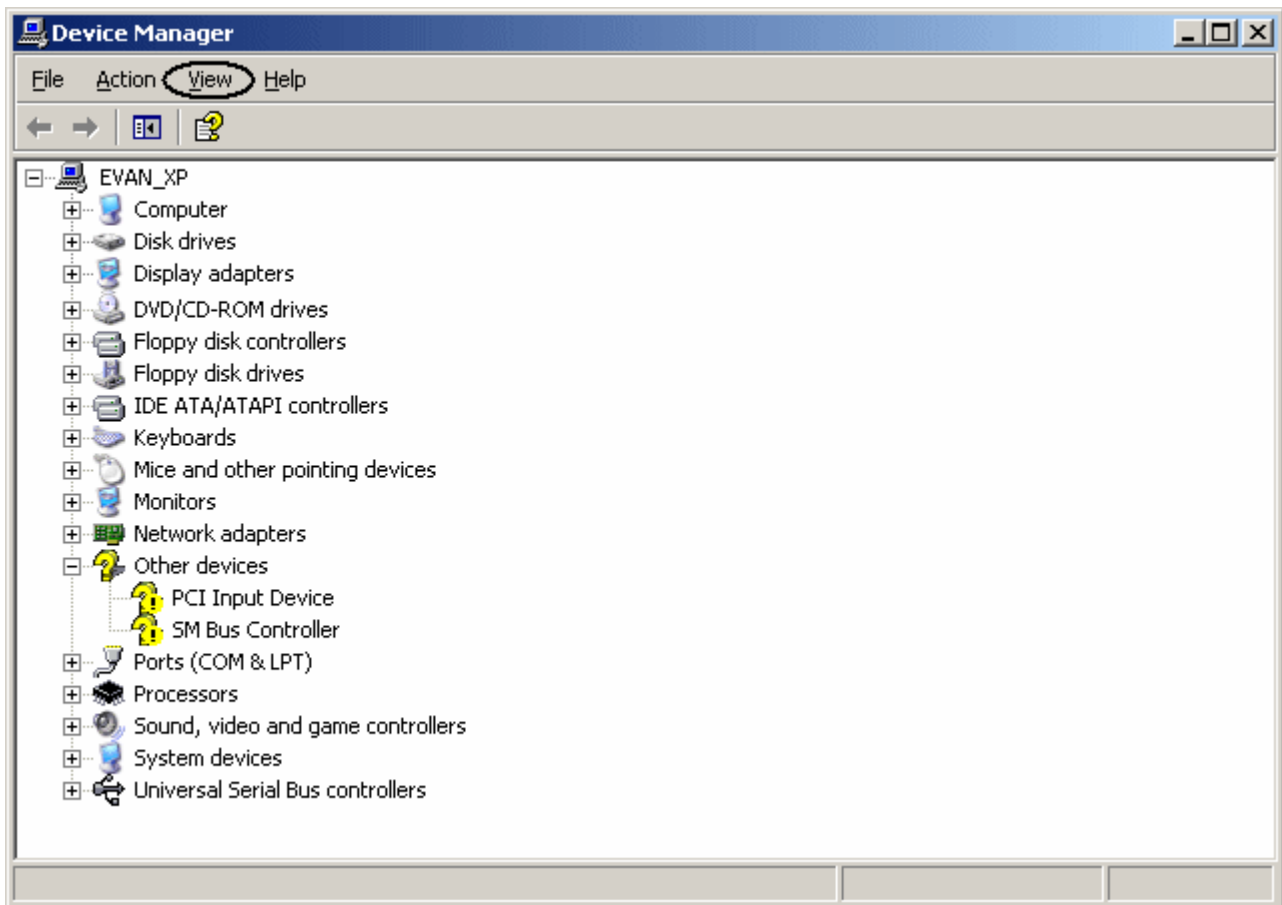 Device Manager
File Action View Help
EVAN_XP
Computer
Disk drives
Display adapters
DVD/CD-ROM drives
Floppy disk controllers
Floppy disk drives
IDE ATA/ATAPI controllers
Keyboards
Mice and other pointing devices
Monitors
Network adapters
Other devices
PCI Input Device
SM Bus Controller
Ports (COM & LPT)
Processors
Sound, video and game controllers
System devices
Universal Serial Bus controllers